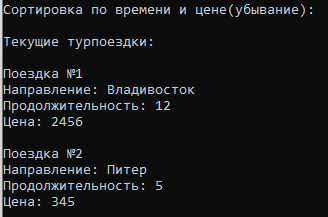 Сортировка по времени и цене(убывание):
Текущие турпоездки:
Поездка №1
Направление: Владивосток
Продолжительность: 12
Цена: 2456
Поездка №2
Направление: Питер
Продолжительность: 5
Цена: 345